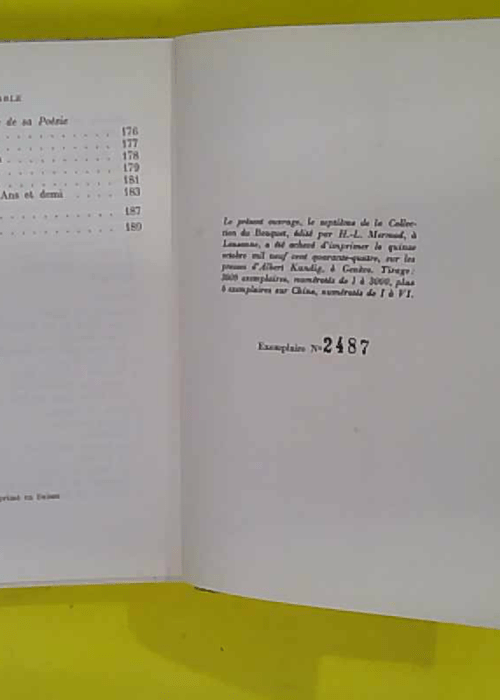 TABLE
de sa Poésie
176
177
178
179
181
Ans et demi . . . . 183
187
189
en Suisse
Le présent ouvrage, le septième de la Collec-
tion du Bouquet, édité par H.-L. Mermod, à
Lausanne, a été achevé d'imprimer le quinze
octobre mil neuf cent quarante-quatre, sur les
presses d'Albert Kundig, à Genève. Tirage:
3000 exemplaires, numérotés de 1 à 3000, plus
6 exemplaires sur Chine, numérotés de I à VI.
Exemplaire N° 2487